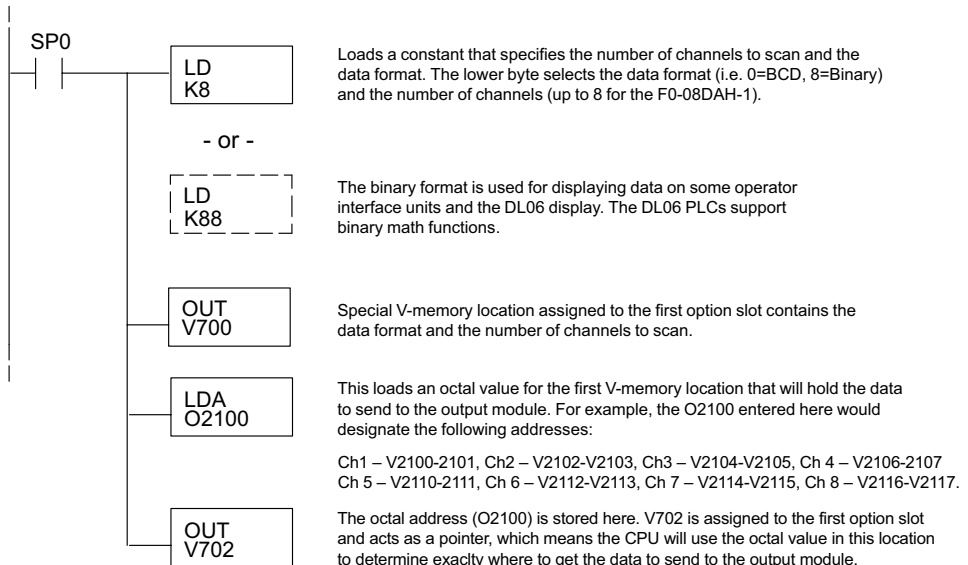 SP0
LD
K8
Loads a constant that specifies the number of channels to scan and the
data format. The lower byte selects the data format (i.e. 0=BCD, 8=Binary)
and the number of channels (up to 8 for the F0-08DAH-1).
- or -
LD
K88
The binary format is used for displaying data on some operator
interface units and the DL06 display. The DL06 PLCs support
binary math functions.
OUT
V700
Special V-memory location assigned to the first option slot contains the
data format and the number of channels to scan.
LDA
O2100
This loads an octal value for the first V-memory location that will hold the data
to send to the output module. For example, the O2100 entered here would
designate the following addresses:
Ch1 – V2100-2101, Ch2 – V2102-V2103, Ch3 – V2104-V2105, Ch 4 – V2106-2107
Ch 5 – V2110-2111, Ch 6 – V2112-V2113, Ch 7 – V2114-V2115, Ch 8 – V2116-V2117.
OUT
V702
The octal address (O2100) is stored here. V702 is assigned to the first option slot
and acts as a pointer, which means the CPU will use the octal value in this location
to determine exaclty where to get the data to send to the output module.